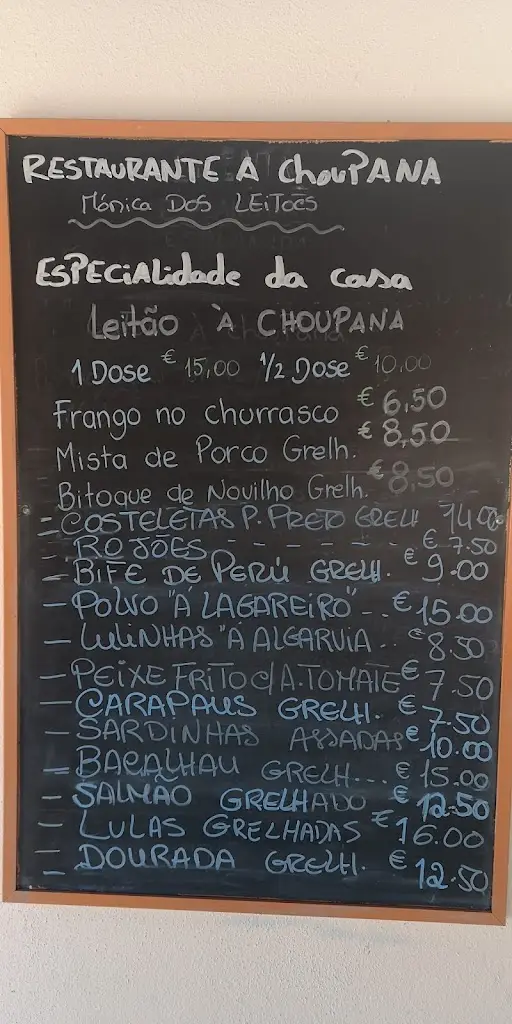 RESTAURANTE A ChouPANA
Mónica DOS LEITOES
ESPECIALidade da casa
Leitão À CHOUPANA
1 Dose € 15,00 1/2 Dose € 10,00
Frango no churrasco € 6,50
Mista de Porco Grelh. € 8,50
Bitoque de Novilho Grelh. € 8,50
- COSTELETAS P. PRETO GRELH 14.00
- ROJÕES - - - - - - € 7.50
- BIFE DE PERÚ GRELH. € 9.00
- POLVO "Á LAGAREIRO" .. € 15.00
- LULINHAS "A ALGARVIA .. € 8.50
- PEIXE FRITO C/A. TOMATE € 7.50
- CARAPAUS GRELH. € 7.50
- SARDINHAS ASSADAS € 10.00
- BACALHAU GRELH... € 15.00
- SALMÃO GRELHADO € 12.50
- LULAS GRELHADAS € 16.00
- DOURADA GRELH. € 12.50